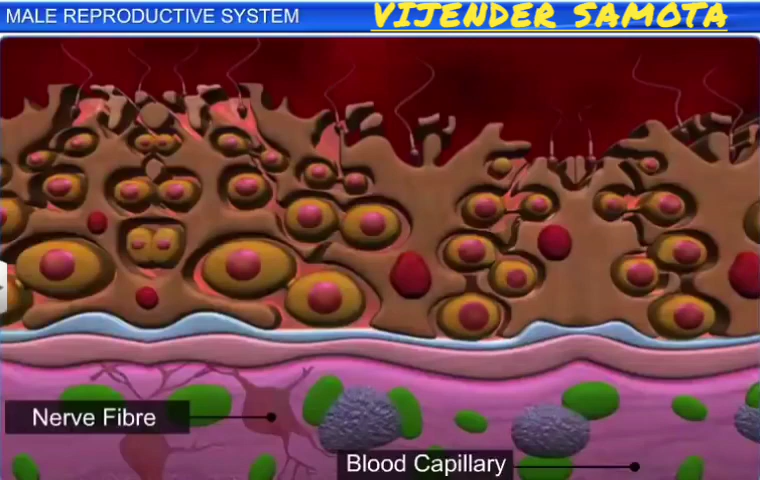 MALE REPRODUCTIVE SYSTEM
VIJENDER SAMOTA
Nerve Fibre
Blood Capillary